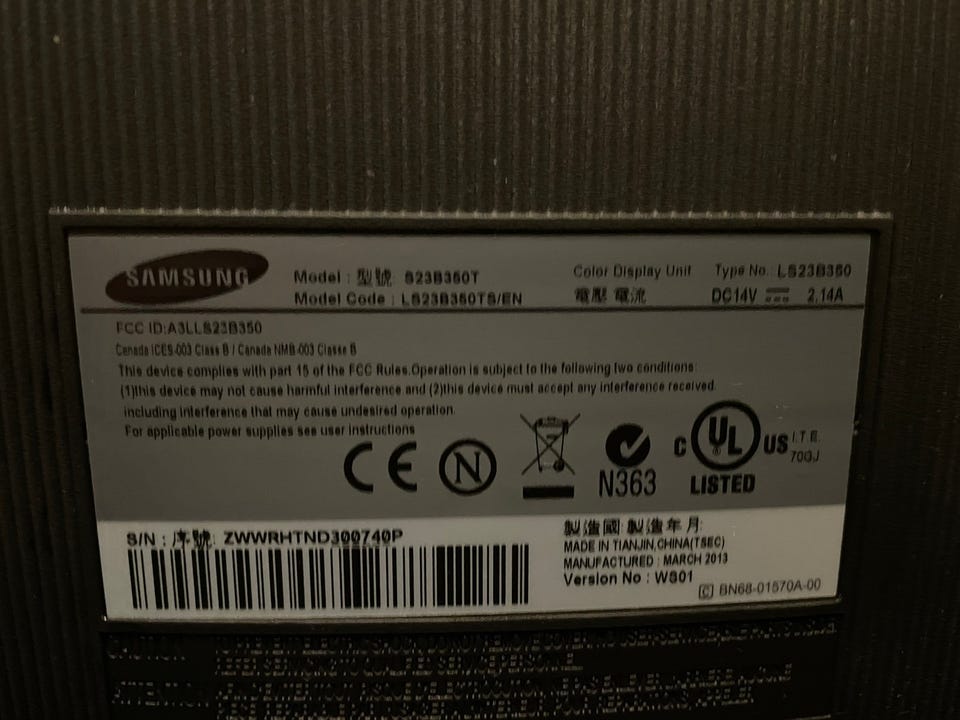 SAMSUNG
Model : 型號 S23B350T
Model Code : LS23B350TS/EN
Color Display Unit Type No. LS23B350
電壓 電流 DC14V 2.14A
FCC ID:A3LLS23B350
Canada ICES-003 Class B / Canada NMB-003 Classe B
This device complies with part 15 of the FCC Rules.Operation is subject to the following two conditions:
(1)this device may not cause harmful interference and (2)this device must accept any interference received.
including interference that may cause undesired operation.
For applicable power supplies see user instructions
CE N N363 C UL US LISTED I.T.E. 70GJ
S/N : 序號: ZWWRHTND300740P
製造國 製造年月:
MADE IN TIANJIN,CHINA(TSEC)
MANUFACTURED : MARCH 2013
Version No : WS01
C BN68-01570A-00